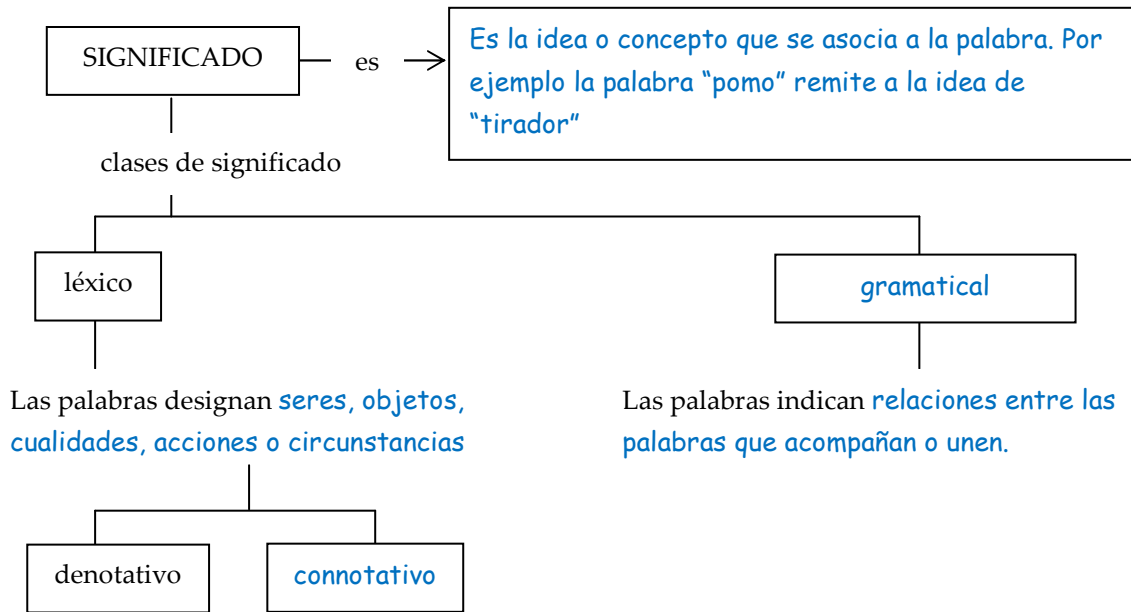 SIGNIFICADO
es
Es la idea o concepto que se asocia a la palabra. Por
ejemplo la palabra “pomo” remite a la idea de
“tirador”
clases de significado
léxico
gramatical
Las palabras designan seres, objetos,
cualidades, acciones o circunstancias
Las palabras indican relaciones entre las
palabras que acompañan o unen.
denotativo
connotativo